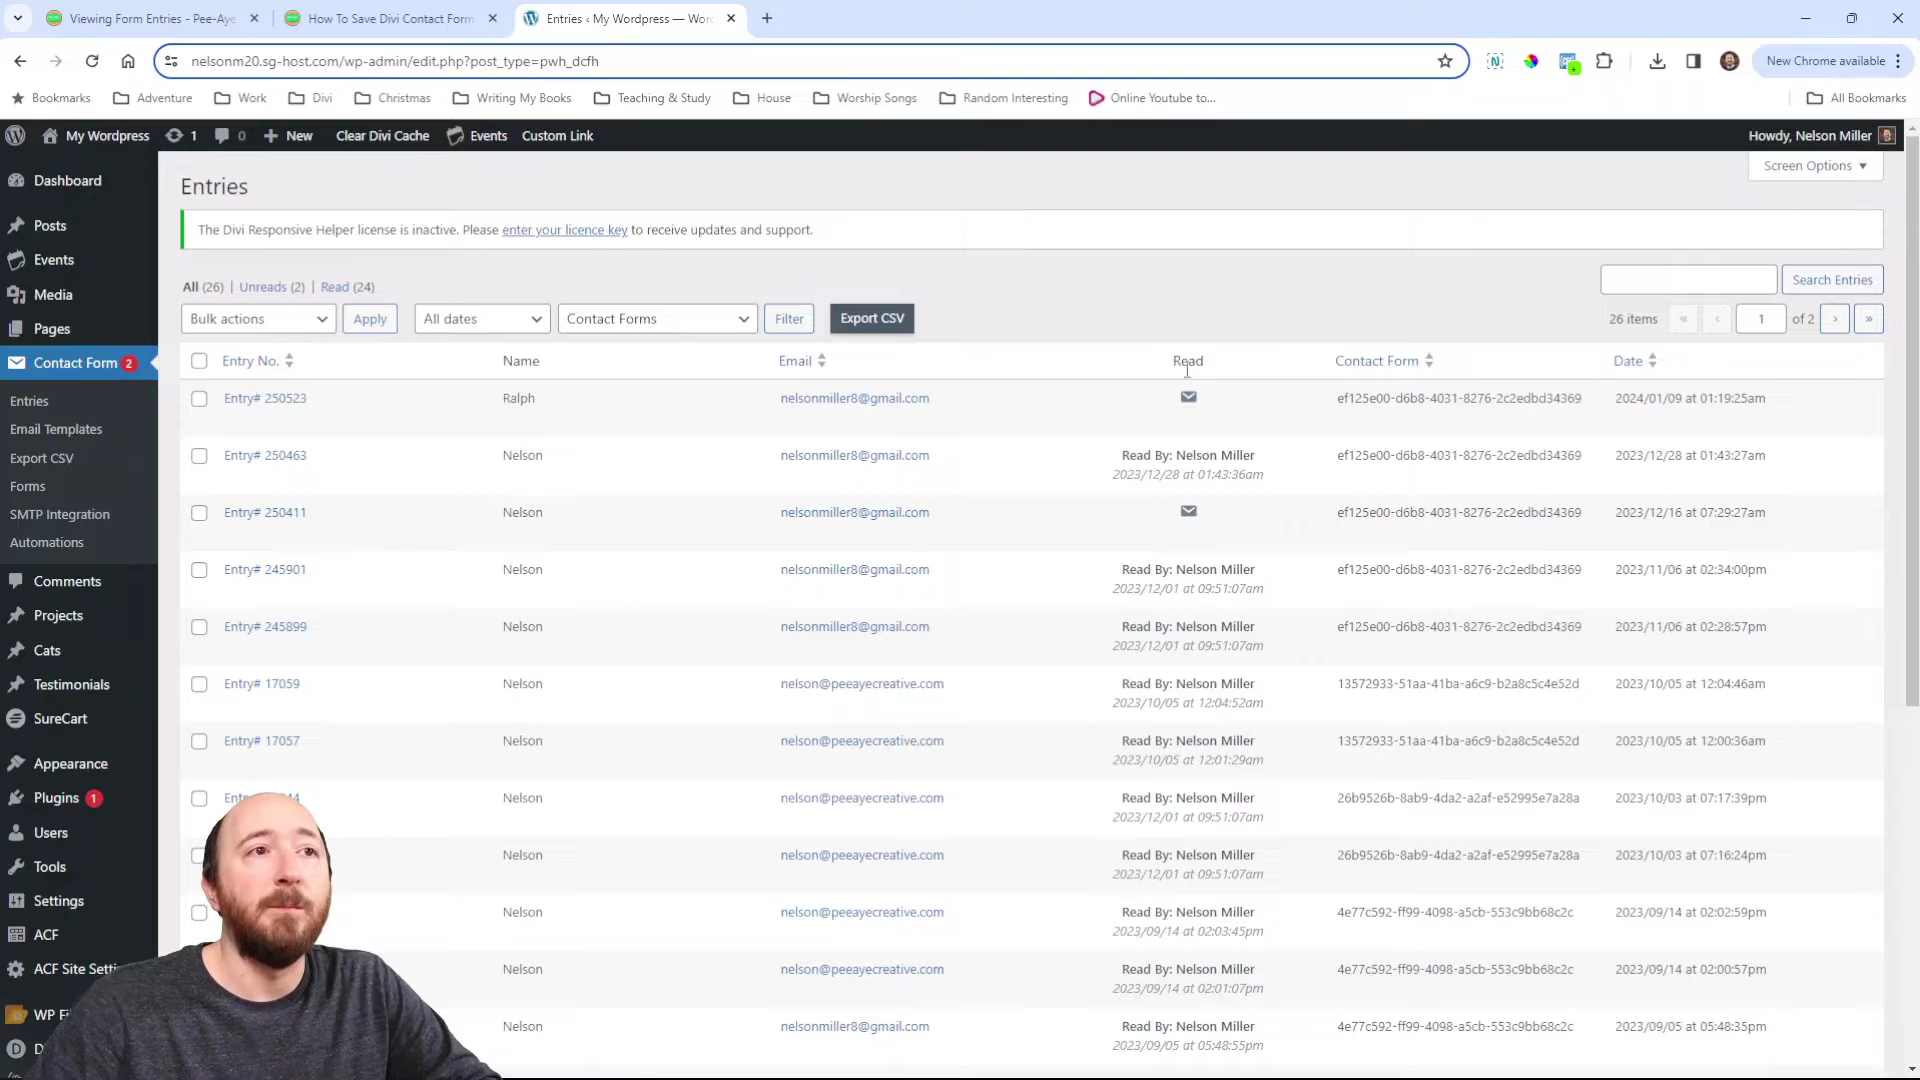 Viewing Form Entries - Pee-Aye
How To Save Divi Contact Form
Entries ‹ My Wordpress — Wor
nelsonm20.sg-host.com/wp-admin/edit.php?post_type=pwh_dcfh
New Chrome available
Bookmarks
Adventure
Work
Divi
Christmas
Writing My Books
Teaching & Study
House
Worship Songs
Random Interesting
Online Youtube to...
All Bookmarks
My Wordpress
1
0
New
Clear Divi Cache
Events
Custom Link
Howdy, Nelson Miller
Dashboard
Posts
Events
Media
Pages
Contact Form 2
Entries
Email Templates
Export CSV
Forms
SMTP Integration
Automations
Comments
Projects
Cats
Testimonials
SureCart
Appearance
Plugins 1
Users
Tools
Settings
ACF
ACF Site Setti
WP Fi
D
Screen Options
Entries
The Divi Responsive Helper license is inactive. Please enter your licence key to receive updates and support.
All (26) | Unreads (2) | Read (24)
Search Entries
Bulk actions
Apply
All dates
Contact Forms
Filter
Export CSV
26 items « ‹ 1 of 2 › »
Entry No. Name Email Read Contact Form Date
Entry# 250523 Ralph nelsonmiller8@gmail.com ef125e00-d6b8-4031-8276-2c2edbd34369 2024/01/09 at 01:19:25am
Entry# 250463 Nelson nelsonmiller8@gmail.com Read By: Nelson Miller ef125e00-d6b8-4031-8276-2c2edbd34369 2023/12/28 at 01:43:27am
2023/12/28 at 01:43:36am
Entry# 250411 Nelson nelsonmiller8@gmail.com ef125e00-d6b8-4031-8276-2c2edbd34369 2023/12/16 at 07:29:27am
Entry# 245901 Nelson nelsonmiller8@gmail.com Read By: Nelson Miller ef125e00-d6b8-4031-8276-2c2edbd34369 2023/11/06 at 02:34:00pm
2023/12/01 at 09:51:07am
Entry# 245899 Nelson nelsonmiller8@gmail.com Read By: Nelson Miller ef125e00-d6b8-4031-8276-2c2edbd34369 2023/11/06 at 02:28:57pm
2023/12/01 at 09:51:07am
Entry# 17059 Nelson nelson@peeayecreative.com Read By: Nelson Miller 13572933-51aa-41ba-a6c9-b2a8c5c4e52d 2023/10/05 at 12:04:46am
2023/10/05 at 12:04:52am
Entry# 17057 Nelson nelson@peeayecreative.com Read By: Nelson Miller 13572933-51aa-41ba-a6c9-b2a8c5c4e52d 2023/10/05 at 12:00:36am
2023/10/05 at 12:01:29am
Nelson nelson@peeayecreative.com Read By: Nelson Miller 26b9526b-8ab9-4da2-a2af-e52995e7a28a 2023/10/03 at 07:17:39pm
2023/12/01 at 09:51:07am
Nelson nelson@peeayecreative.com Read By: Nelson Miller 26b9526b-8ab9-4da2-a2af-e52995e7a28a 2023/10/03 at 07:16:24pm
2023/12/01 at 09:51:07am
Nelson nelson@peeayecreative.com Read By: Nelson Miller 4e77c592-ff99-4098-a5cb-553c9bb68c2c 2023/09/14 at 02:02:59pm
2023/09/14 at 02:03:45pm
Nelson nelson@peeayecreative.com Read By: Nelson Miller 4e77c592-ff99-4098-a5cb-553c9bb68c2c 2023/09/14 at 02:00:57pm
2023/09/14 at 02:01:07pm
Nelson nelsonmiller8@gmail.com Read By: Nelson Miller 4e77c592-ff99-4098-a5cb-553c9bb68c2c 2023/09/05 at 05:48:35pm
2023/09/05 at 05:48:55pm